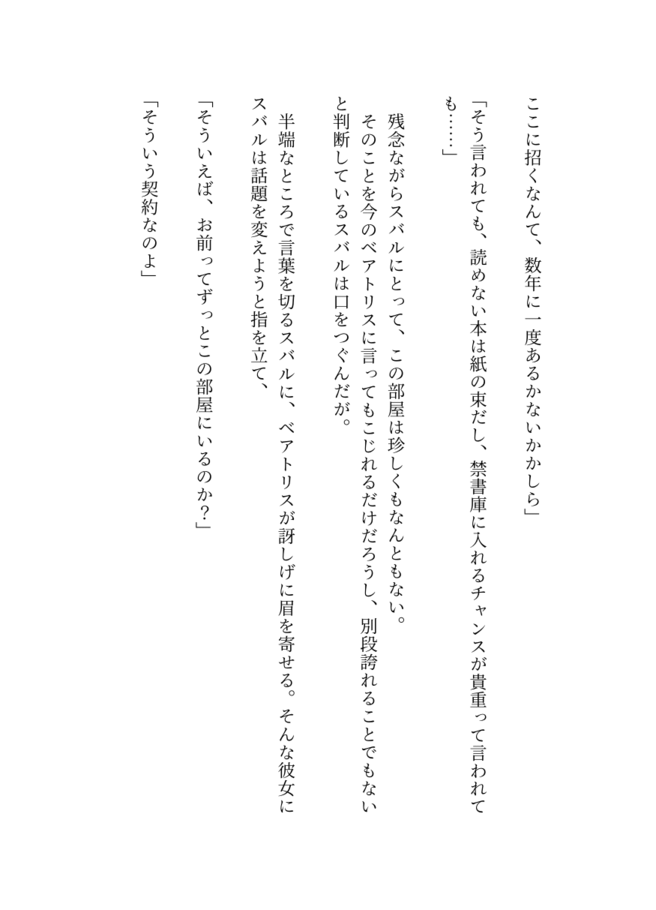 ここに招くなんて、数年に一度あるかないかかしら」
「そう言われても、読めない本は紙の束だし、禁書庫に入れるチャンスが貴重って言われて
も……」
　残念ながらスバルにとって、この部屋は珍しくもなんともない。
　そのことを今のベアトリスに言ってもこじれるだけだろうし、別段誇れることでもない
と判断しているスバルは口をつぐんだが。
　半端なところで言葉を切るスバルに、ベアトリスが訝しげに眉を寄せる。そんな彼女に
スバルは話題を変えようと指を立て、
「そういえば、お前ってずっとこの部屋にいるのか？」
「そういう契約なのよ」